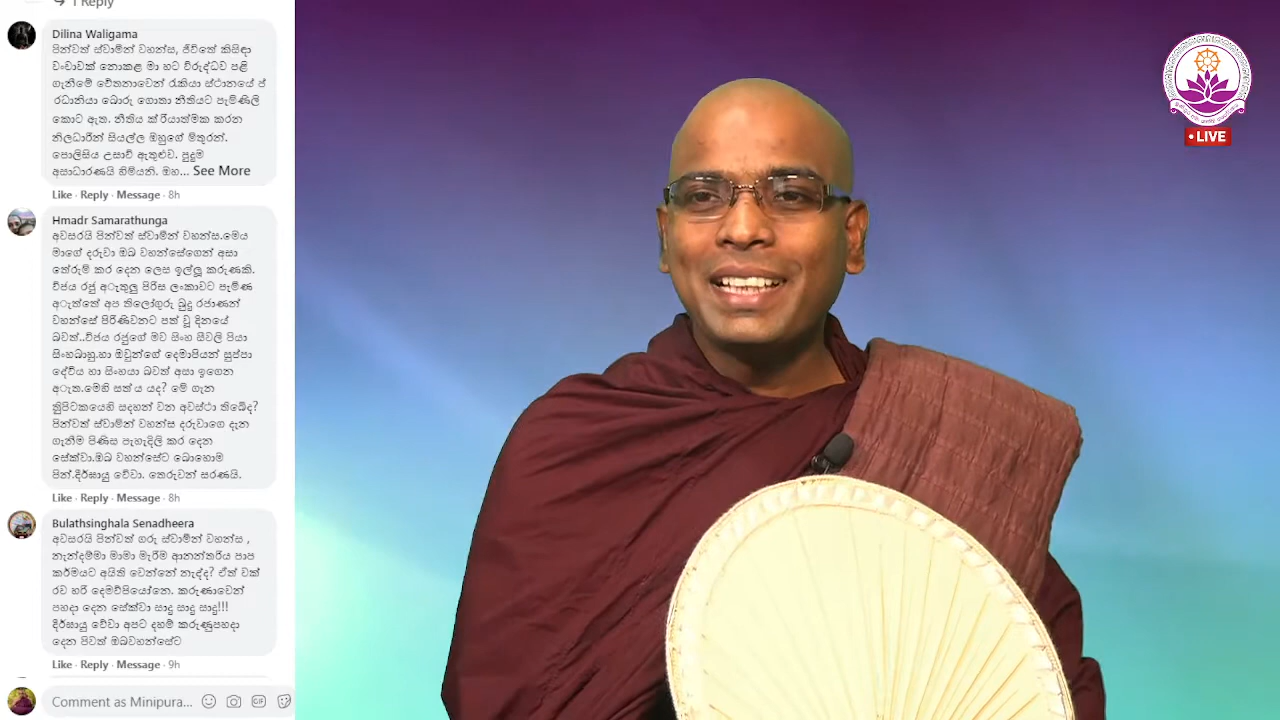 1 Reply
Dilina Waligama
පින්වත් ස්වාමීන් වහන්ස, ජීවිතේ කිසිඳා
වංචාවක් නොකළ මා හට විරුද්ධව පළි
ගැනීමේ චේතනාවෙන් රැකියා ස්ථානයේ ප්
රධානියා බොරු ගොතා නීතියට පැමිණිලි
කොට ඇත. නීතිය ක්‍රියාත්මක කරන
නිලධාරීන් සියල්ල ඔහුගේ මිතුරන්.
පොලිසිය උසාවි ඇතුළුව. පුදුම
අසාධාරණයි හිමියනි. ඔහ... See More
Like · Reply · Message · 8h
Hmadr Samarathunga
අවසරයි පින්වත් ස්වාමීන් වහන්ස.මෙය
මාගේ දරුවා ඔබ වහන්සේගෙන් අසා
තේරුම් කර දෙන ලෙස ඉල්ලූ කරුණකි.
විජය රජු අැතුලු පිරිස ලංකාවට පැමිණ
අැත්තේ අප තිලෝගුරු බුදු රජාණන්
වහන්සේ පිරිණිවනට පත් වූ දිනයේ
බවත්..විජය රජුගේ මව සිංහ සීවලි පියා
සිංහබාහු.හා ඔවුන්ගේ දෙමාපියන් සුප්පා
දේවිය හා සිංහයා බවත් අසා ඉගෙන
අැත.මෙහි සත් ය යද? මේ ගැන
ත්‍රිපිටකයෙහි සදහන් වන අවස්ථා තිබේද?
පින්වත් ස්වාමීන් වහන්ස දරුවාගෙ දැන
ගැනීම පිණිස පැහැදිලි කර දෙන
සේක්වා.ඔබ වහන්සේට බොහොම
පින්.දීර්ඝායු වේවා. තෙරුවන් සරණයි.
Like · Reply · Message · 8h
Bulathsinghala Senadheera
අවසරයි පින්වත් ගරු ස්වාමීන් වහන්ස ,
නැන්දම්මා මාමා මැරීම ආනන්තරිය පාප
කර්මයට අයිති වෙන්නේ නැද්ද? ඒත් වක්
රව හරි දෙමව්පියෝනෙ. කරුණාවෙන්
පහදා දෙන සේක්වා සාදු සාදු සාදු!!!
දීර්ඝායු වේවා අපට දහම් කරුණුපහදා
දෙන පිවත් ඔබවහන්සේට
Like · Reply · Message · 9h
Comment as Minipura...
GIF
LIVE